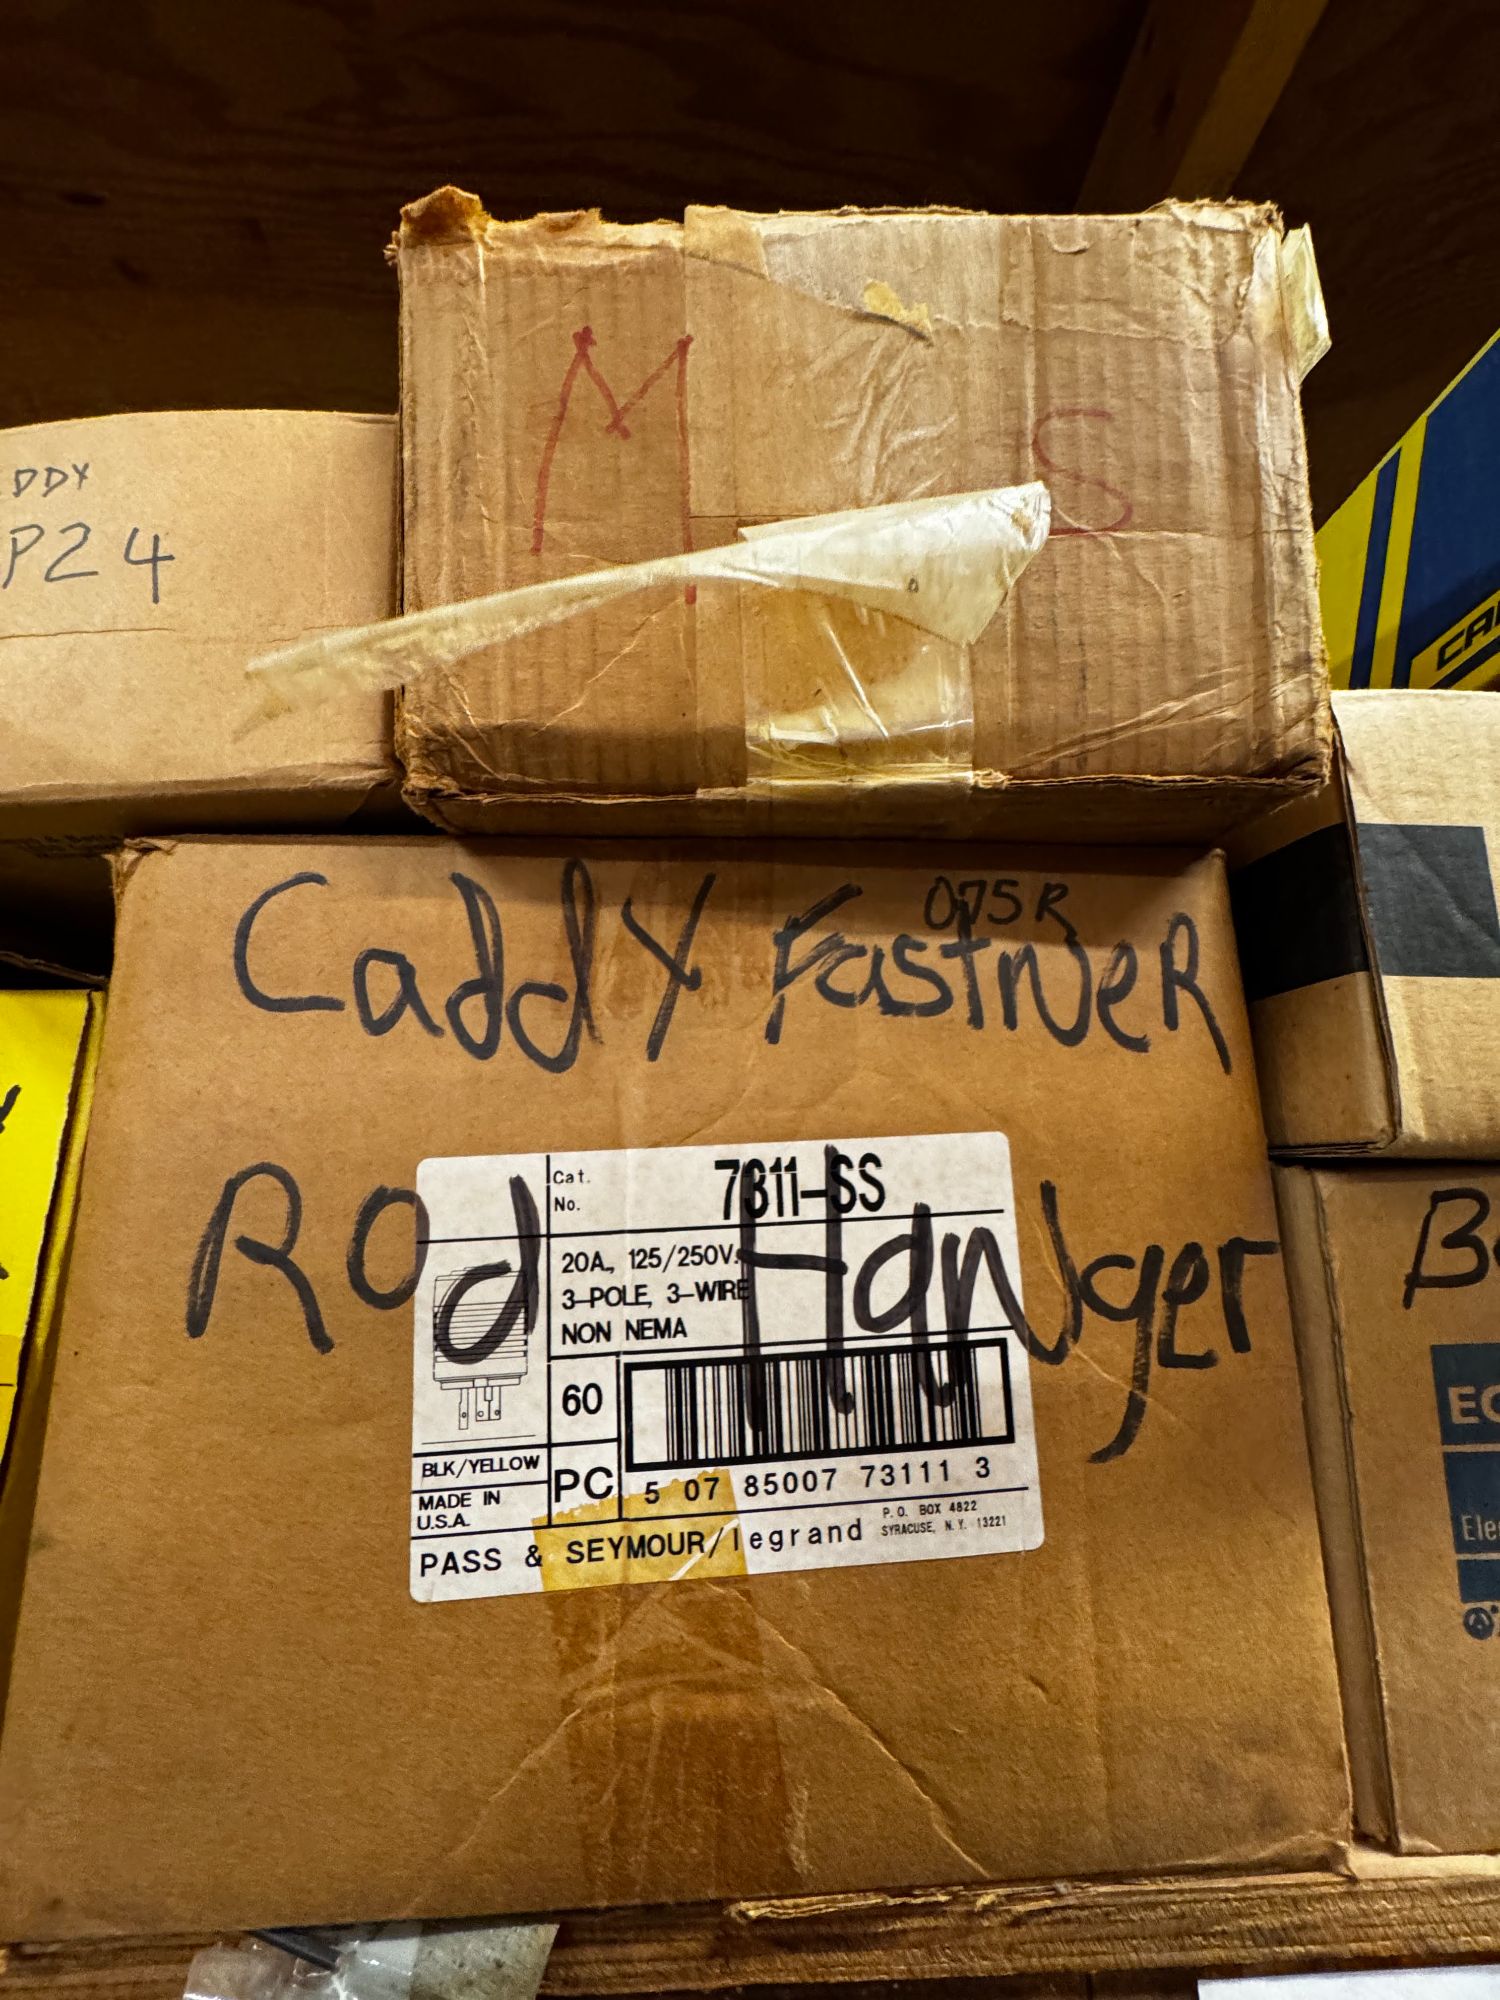 M S
DDY
P24
CA
Caddy FastNeR
075R
Rod HaNger
Cat.
No.
7311-SS
20A, 125/250V.
3-POLE, 3-WIRE
NON NEMA
60
PC
BLK/YELLOW
MADE IN
U.S.A.
5 07 85007 73111 3
PASS & SEYMOUR/legrand
P.O. BOX 4822
SYRACUSE, N.Y. 13221
B
Ele